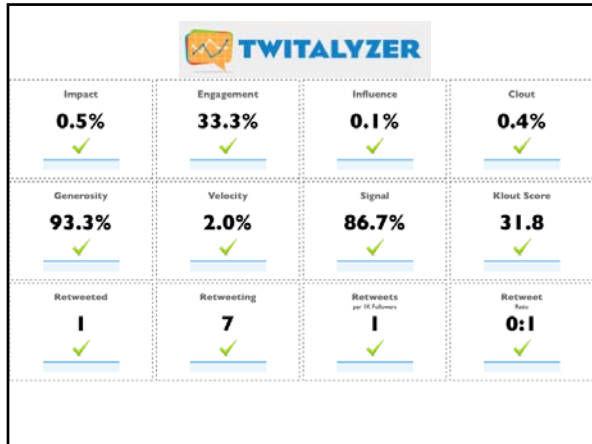 TWITALYZER
Impact Engagement Influence Clout
0.5% 33.3% 0.1% 0.4%
Generosity Velocity Signal Klout Score
93.3% 2.0% 86.7% 31.8
Retweeted Retweeting Retweets Retweet
per 1K Followers Ratio
1 7 1 0:1